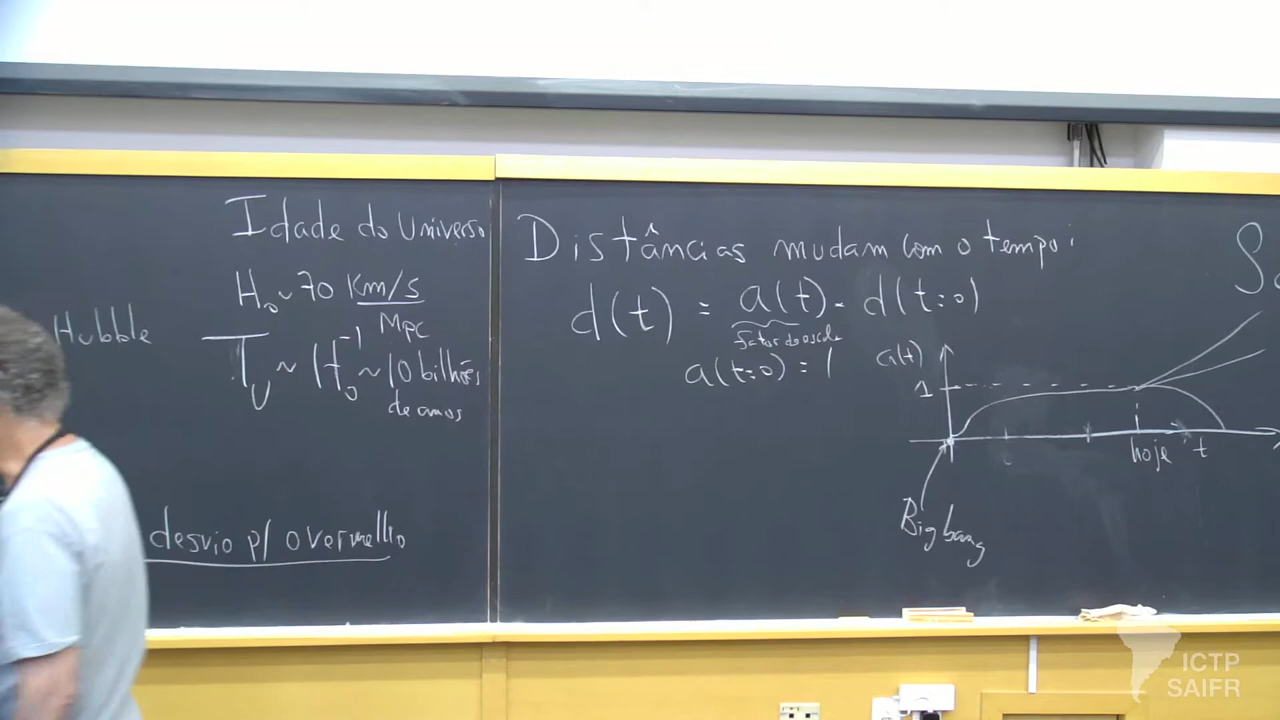 Idade do Universo
H₀ ~ 70 Km/s
Mpc
Hubble
T_U ~ H₀⁻¹ ~ 10 bilhões
de anos
desvio p/ o vermelho
Distâncias mudam com o tempo:
d(t) = a(t) · d(t=0)
fator de escala
a(t=0) = 1
a(t)
1
hoje
t
Big bang
ICTP
SAIFR